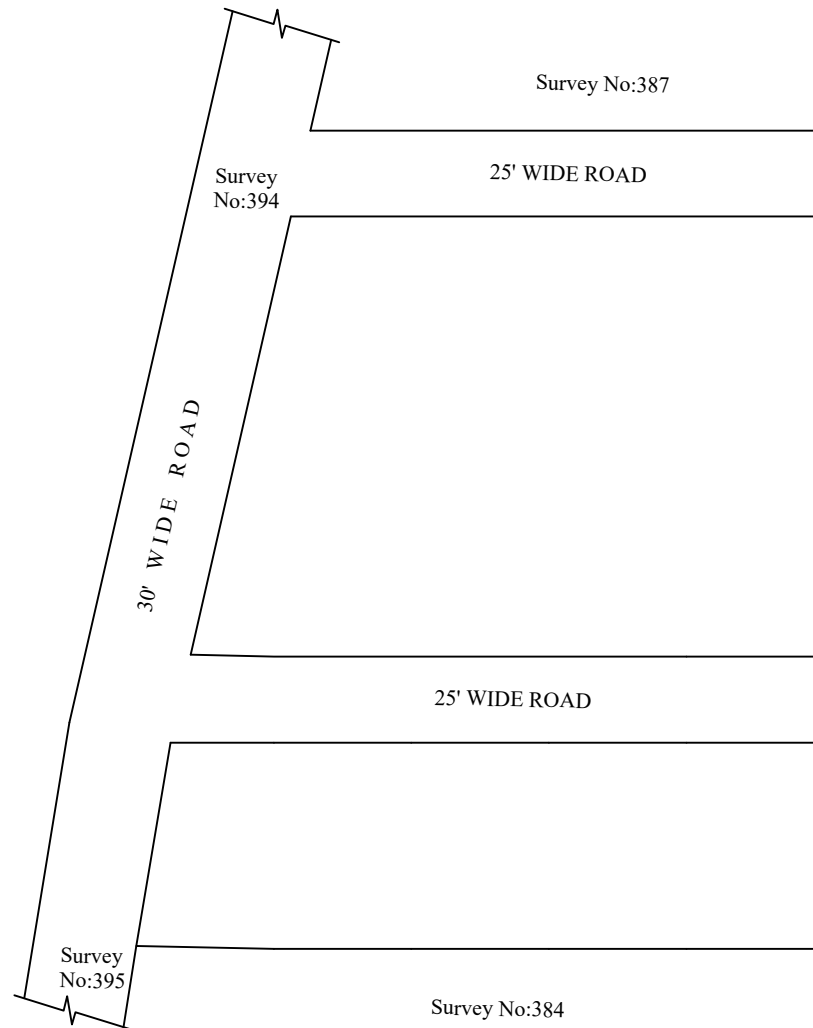 Survey No:387
25' WIDE ROAD
Survey
No:394
30' WIDE ROAD
25' WIDE ROAD
Survey
No:395
Survey No:384